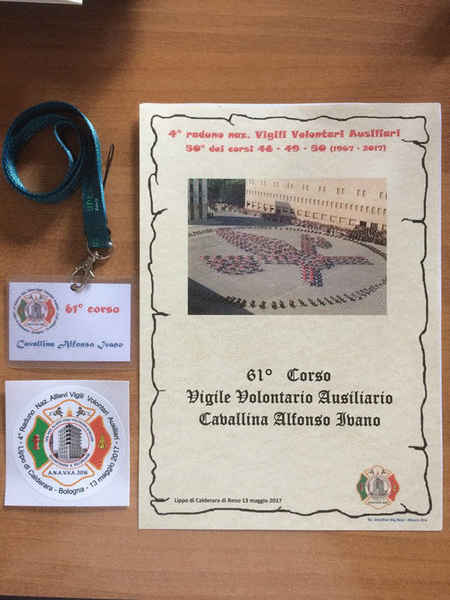 4° raduno naz. Vigili Volontari Ausiliari
50° dei corsi 48 - 49 - 50 (1967 - 2017)
61° Corso
Vigile Volontario Ausiliario
Cavallina Alfonso Ivano
Lippo di Calderara di Reno 13 maggio 2017
61° corso
Cavallina Alfonso Ivano
4° Raduno Naz. Allievi Vigili Volontari Ausiliari
A.N.A.V.V.A. 2016
Lippo di Calderara - Bologna - 13 maggio 2017